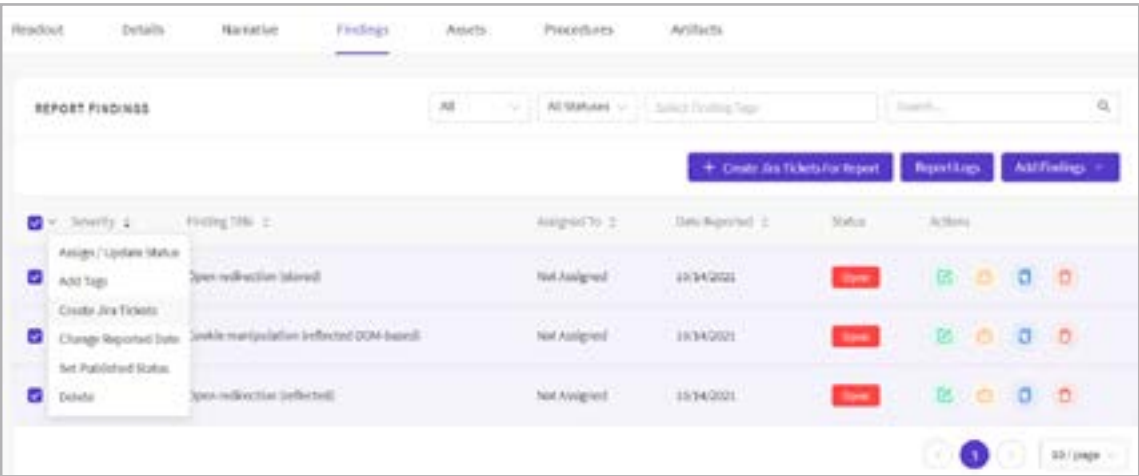 Readout Details Narrative Findings Assets Procedures Artifacts
REPORT FINDINGS All All Statuses Select Finding Tags Search...
+ Create Jira Tickets For Report Report Logs Add Findings
Severity Finding Title Assigned To Date Reported Status Actions
Assign / Update Status
Open redirection (stored) Not Assigned 10/14/2021 Open
Add Tags
Create Jira Tickets
Cookie manipulation (reflected DOM-based) Not Assigned 10/14/2021 Open
Change Reported Date
Set Published Status
Open redirection (reflected) Not Assigned 10/14/2021 Open
Delete
1 10 / page